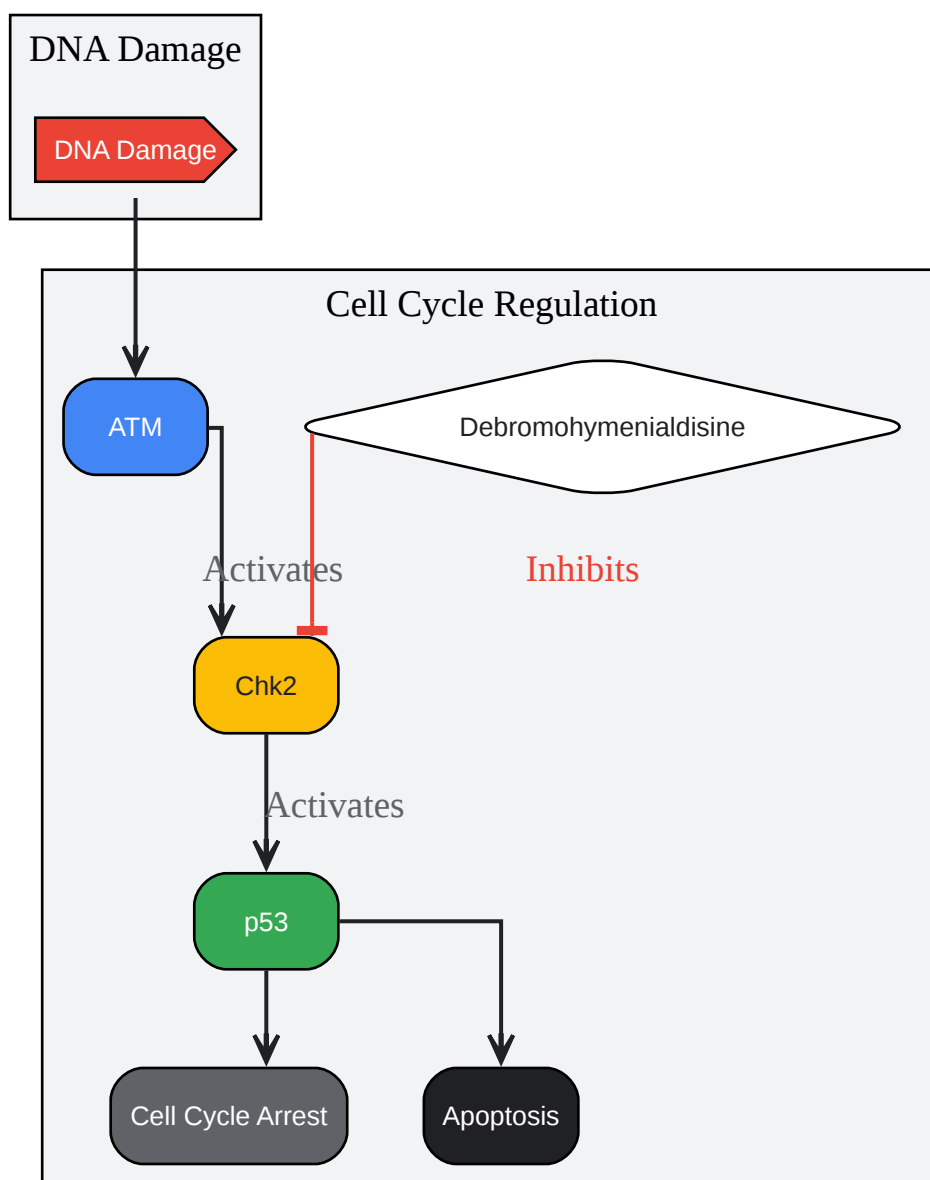 DNA Damage
DNA Damage
Cell Cycle Regulation
ATM
Debromohymenialdisine
Activates
Inhibits
Chk2
Activates
p53
Cell Cycle Arrest
Apoptosis